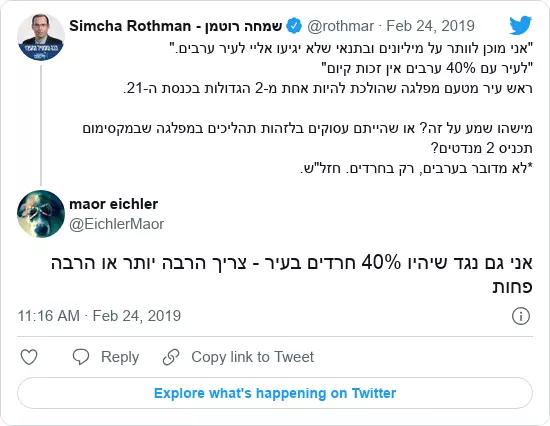 Simcha Rothman - שמחה רוטמן @rothmar · Feb 24, 2019
"אני מוכן לוותר על מיליונים ובתנאי שלא יגיעו אליי לעיר ערבים."
"לעיר עם 40% ערבים אין זכות קיום"
ראש עיר מטעם מפלגה שהולכת להיות אחת מ-2 הגדולות בכנסת ה-21.
מישהו שמע על זה? או שהייתם עסוקים בלזהות תהליכים במפלגה שבמקסימום
תכניס 2 מנדטים?
*לא מדובר בערבים, רק בחרדים. חזל"ש.
maor eichler
@EichlerMaor
אני גם נגד שיהיו 40% חרדים בעיר - צריך הרבה יותר או הרבה
פחות
11:16 AM · Feb 24, 2019
Reply Copy link to Tweet
Explore what's happening on Twitter